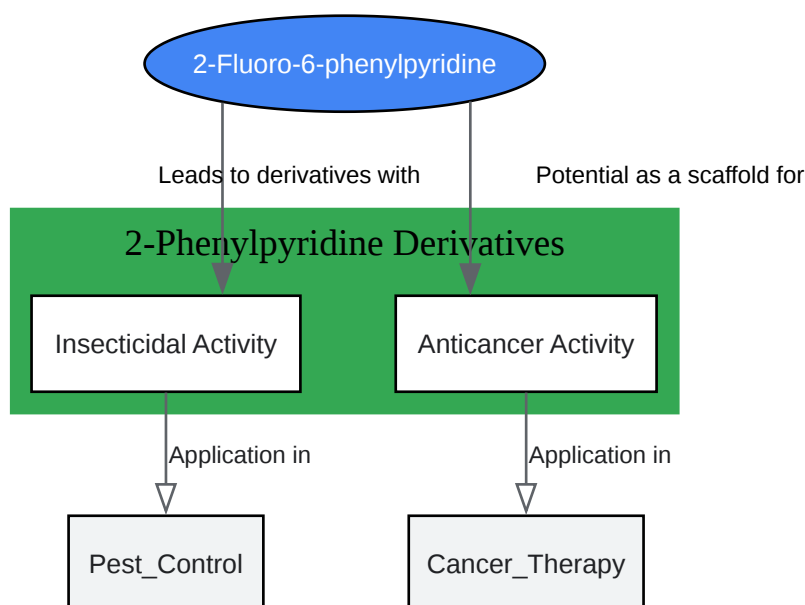 2-Fluoro-6-phenylpyridine
Leads to derivatives with
Potential as a scaffold for
2-Phenylpyridine Derivatives
Insecticidal Activity
Anticancer Activity
Application in
Application in
Pest_Control
Cancer_Therapy